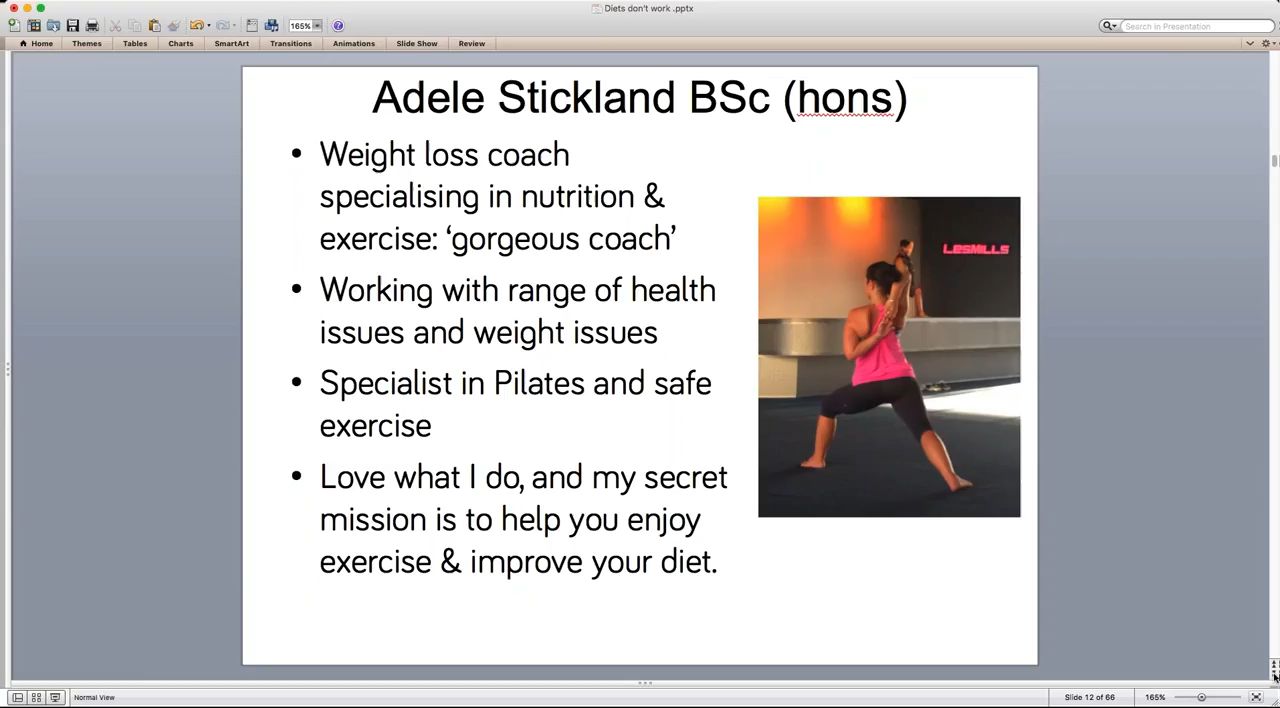 Diets don't work .pptx
165%
Search in Presentation
Home Themes Tables Charts SmartArt Transitions Animations Slide Show Review
Adele Stickland BSc (hons)
• Weight loss coach
specialising in nutrition &
exercise: ‘gorgeous coach’
• Working with range of health
issues and weight issues
• Specialist in Pilates and safe
exercise
• Love what I do, and my secret
mission is to help you enjoy
exercise & improve your diet.
LESMILLS
Normal View
Slide 12 of 66
165%